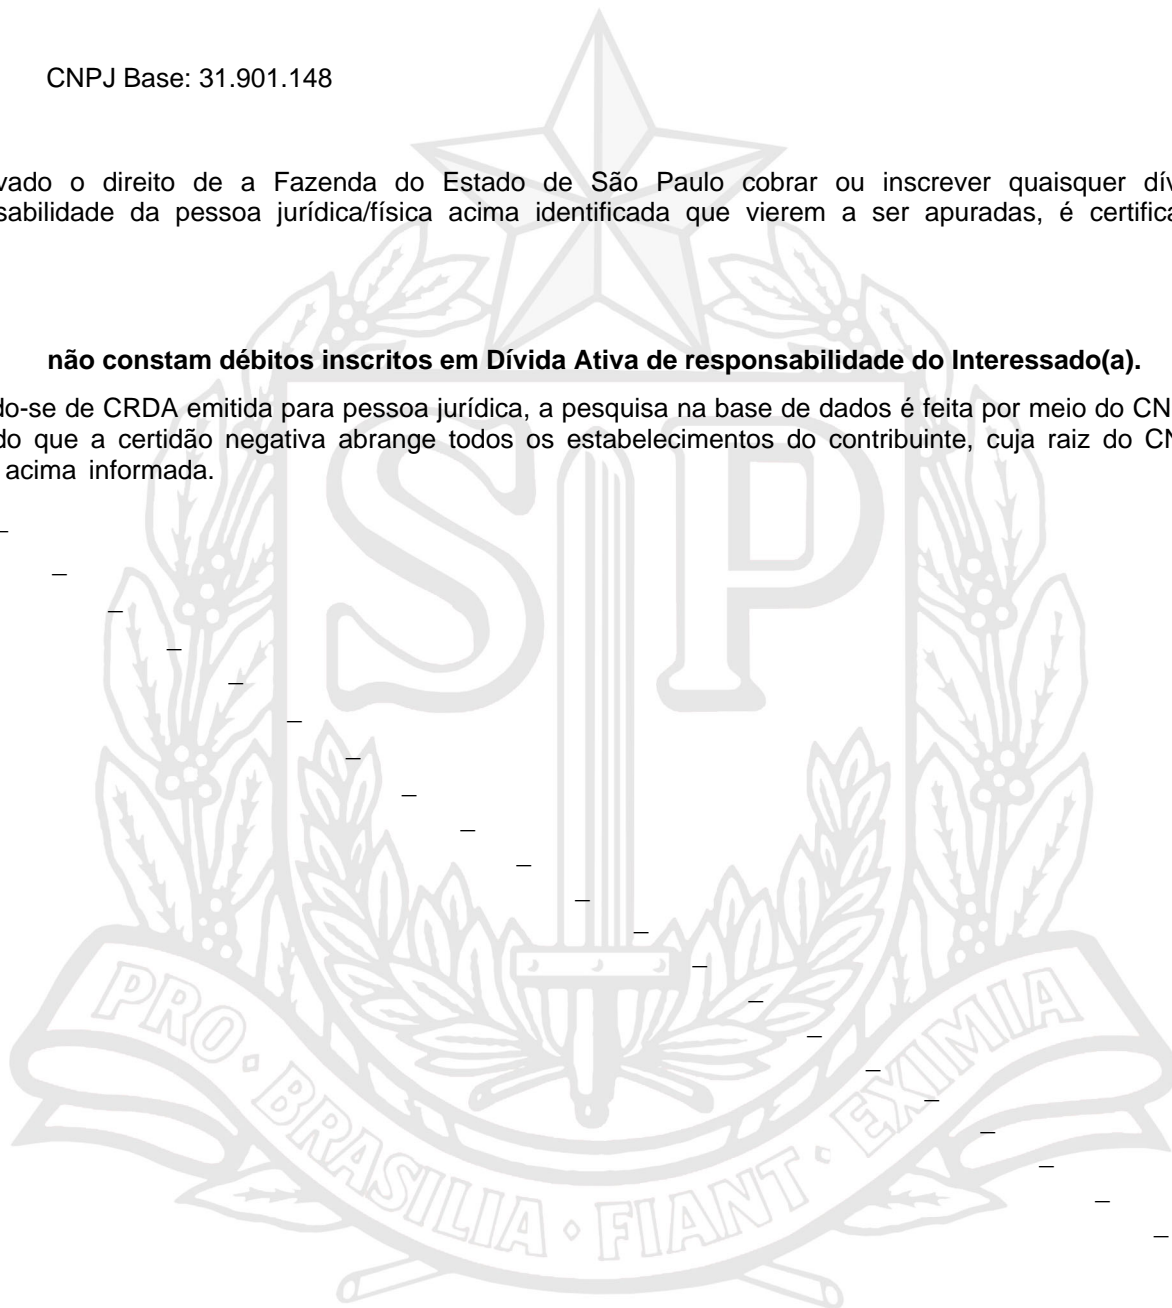 CNPJ Base: 31.901.148
vado o direito de a Fazenda do Estado de São Paulo cobrar ou inscrever quaisquer dív
sabilidade da pessoa jurídica/física acima identificada que vierem a ser apuradas, é certifica
não constam débitos inscritos em Dívida Ativa de responsabilidade do Interessado(a).
do-se de CRDA emitida para pessoa jurídica, a pesquisa na base de dados é feita por meio do CN
do que a certidão negativa abrange todos os estabelecimentos do contribuinte, cuja raiz do CN
acima informada.
SP
PRO • BRASILIA • FIANT • EXIMIA